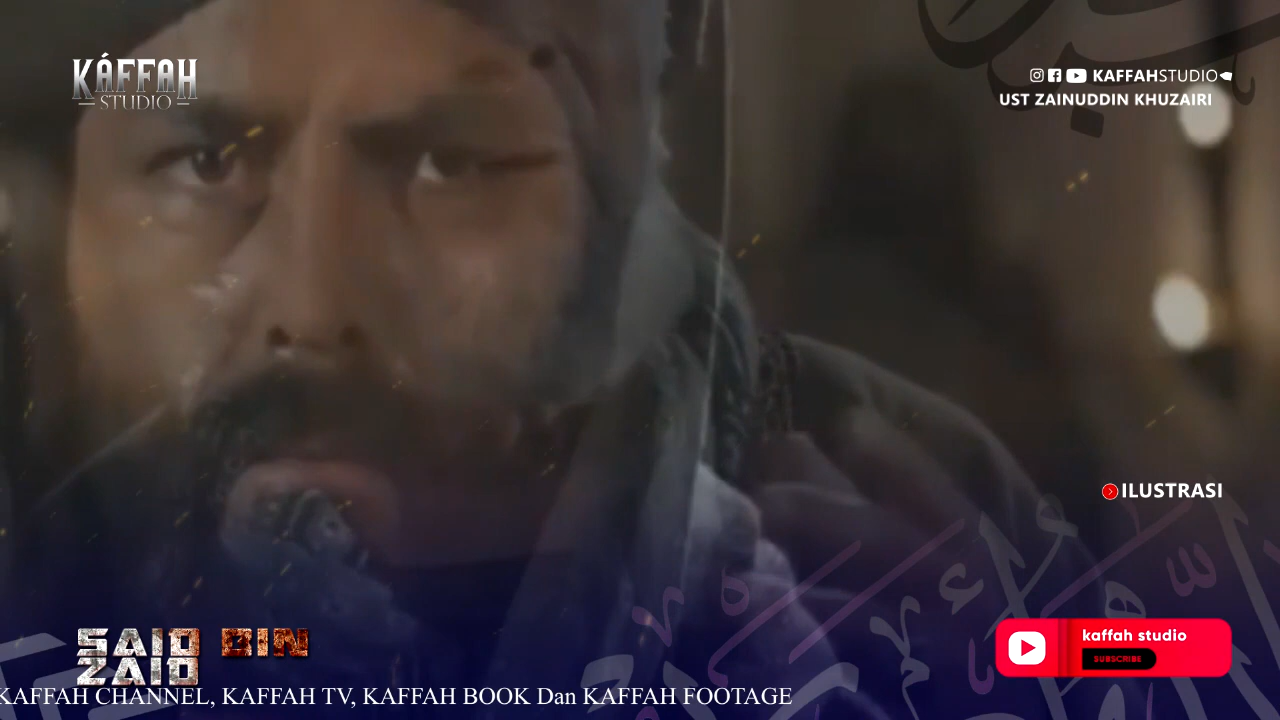 KÁFFAH
STUDIO
KAFFAHSTUDIO
UST ZAINUDDIN KHUZAIRI
ILUSTRASI
kaffah studio
SUBSCRIBE
SAID BIN
ZAID
KAFFAH CHANNEL, KAFFAH TV, KAFFAH BOOK Dan KAFFAH FOOTAGE